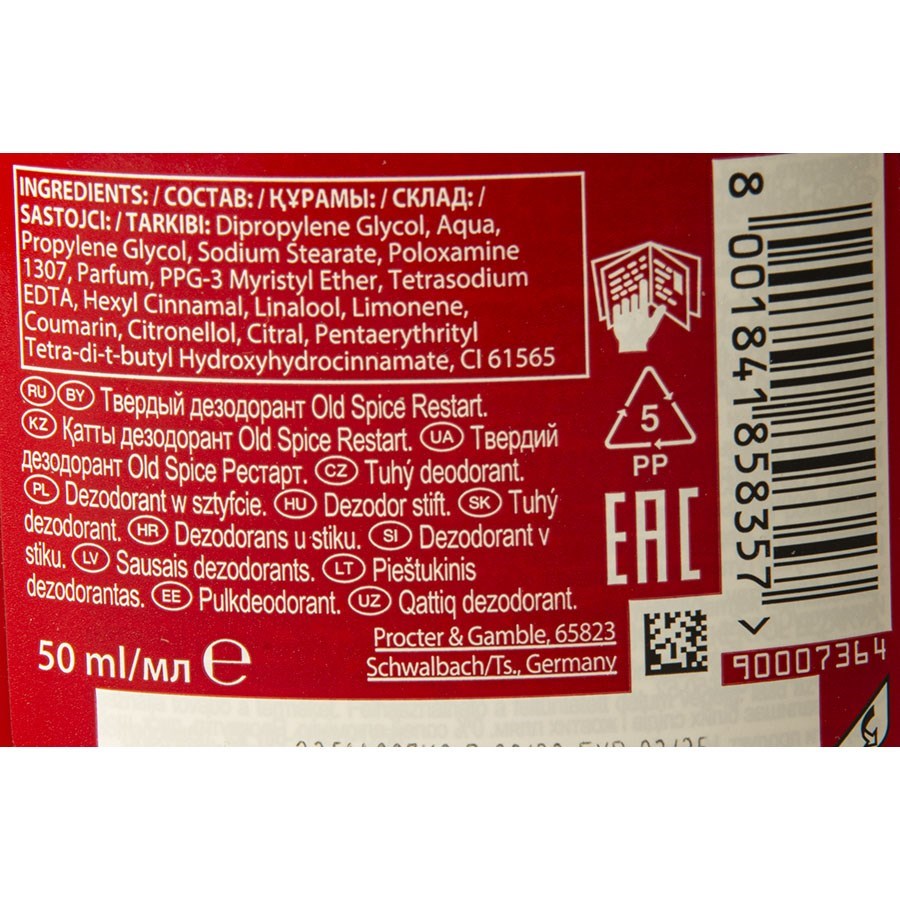 INGREDIENTS: / СОСТАВ: / ҚҰРАМЫ: / СКЛАД: /
SASTOJCI: / TARKIBI: Dipropylene Glycol, Aqua,
Propylene Glycol, Sodium Stearate, Poloxamine
1307, Parfum, PPG-3 Myristyl Ether, Tetrasodium
EDTA, Hexyl Cinnamal, Linalool, Limonene,
Coumarin, Citronellol, Citral, Pentaerythrityl
Tetra-di-t-butyl Hydroxyhydrocinnamate, CI 61565
RU BY Твердый дезодорант Old Spice Restart.
KZ Қатты дезодорант Old Spice Restart. UA Твердий
дезодорант Old Spice Рестарт. CZ Tuhý deodorant.
PL Dezodorant w sztyfcie. HU Dezodor stift. SK Tuhý
dezodorant. HR Dezodorans u stiku. SI Dezodorant v
stiku. LV Sausais dezodorants. LT Pieštukinis
dezodorantas. EE Pulkdeodorant. UZ Qattiq dezodorant.
50 ml/мл e
Procter & Gamble, 65823
Schwalbach/Ts., Germany
5
PP
EAC
8 001841 858357 >
90007364